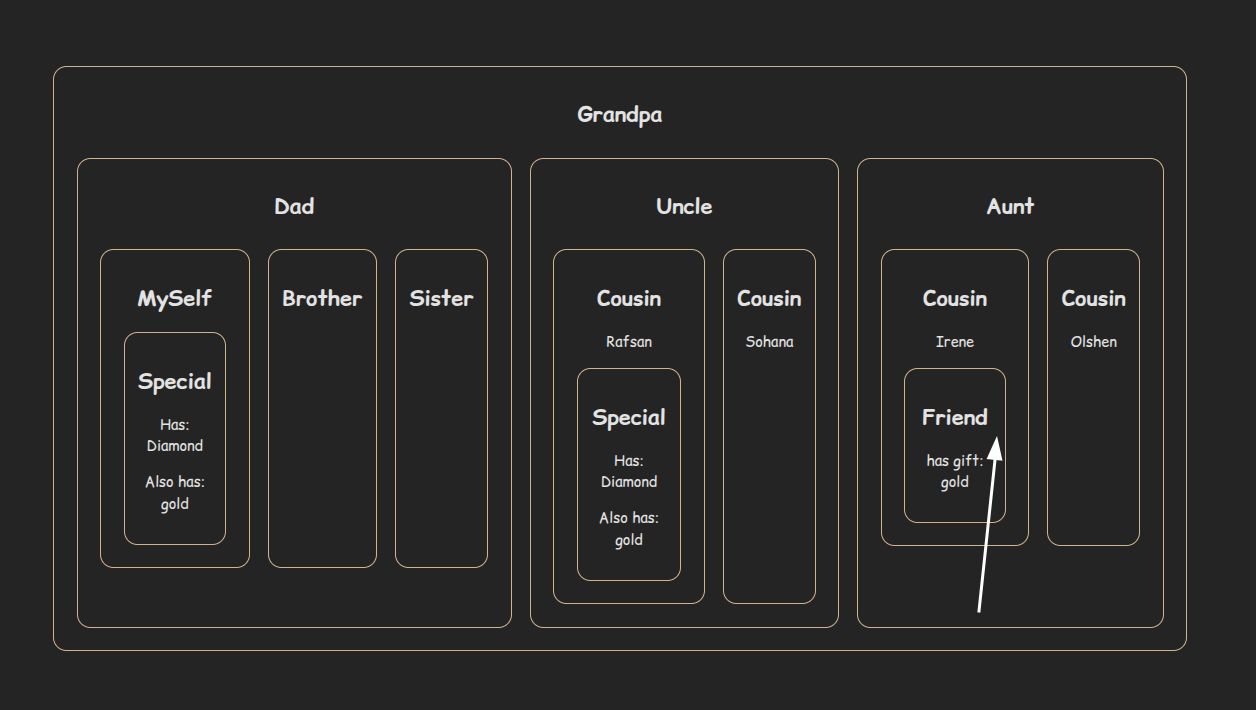 Grandpa
Dad
MySelf
Special
Has:
Diamond
Also has:
gold
Brother
Sister
Uncle
Cousin
Rafsan
Special
Has:
Diamond
Also has:
gold
Cousin
Sohana
Aunt
Cousin
Irene
Friend
has gift:
gold
Cousin
Olshen